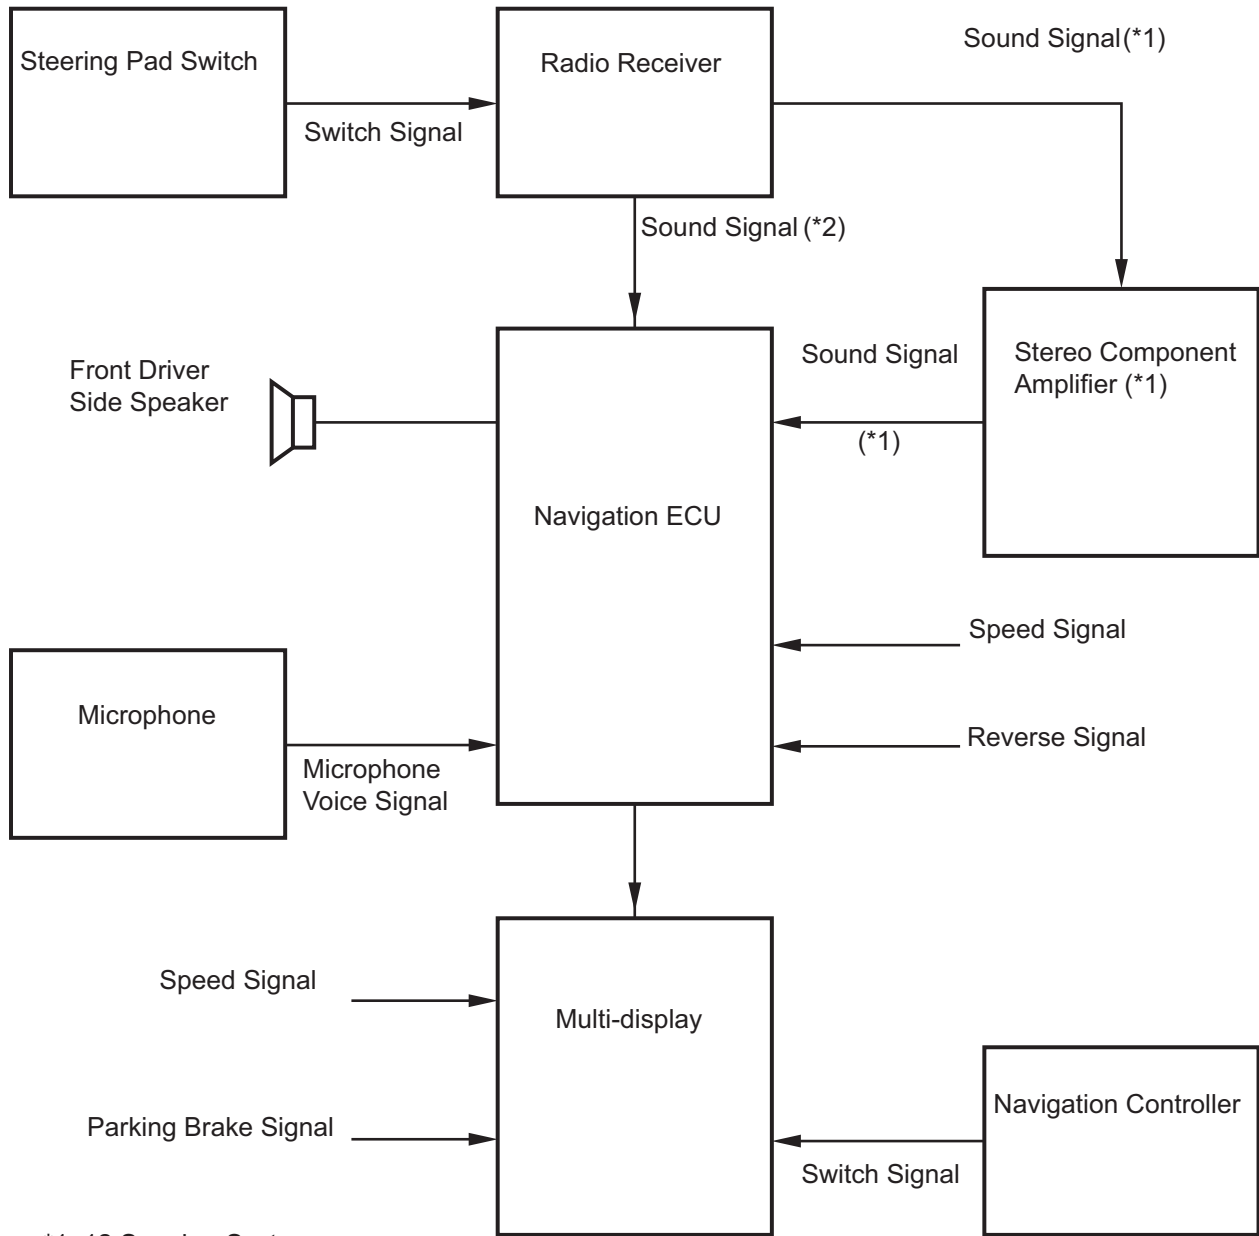 Steering Pad Switch
Switch Signal
Radio Receiver
Sound Signal (*1)
Sound Signal (*2)
Front Driver
Side Speaker
Sound Signal
(*1)
Stereo Component
Amplifier (*1)
Navigation ECU
Speed Signal
Reverse Signal
Microphone
Microphone
Voice Signal
Speed Signal
Multi-display
Parking Brake Signal
Switch Signal
Navigation Controller